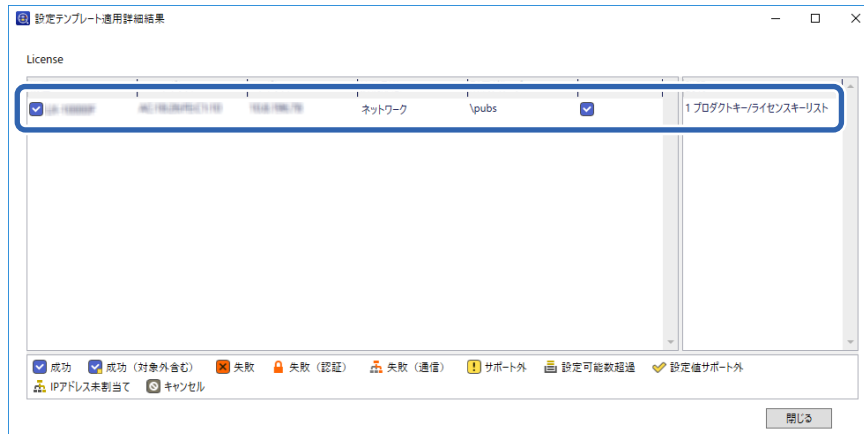 設定テンプレート適用詳細結果
License
ネットワーク \pubs 1 プロダクトキー/ライセンスキーリスト
成功 成功（対象外含む） 失敗 失敗（認証） 失敗（通信） サポート外 設定可能数超過 設定値サポート外
IPアドレス未割当て キャンセル
閉じる